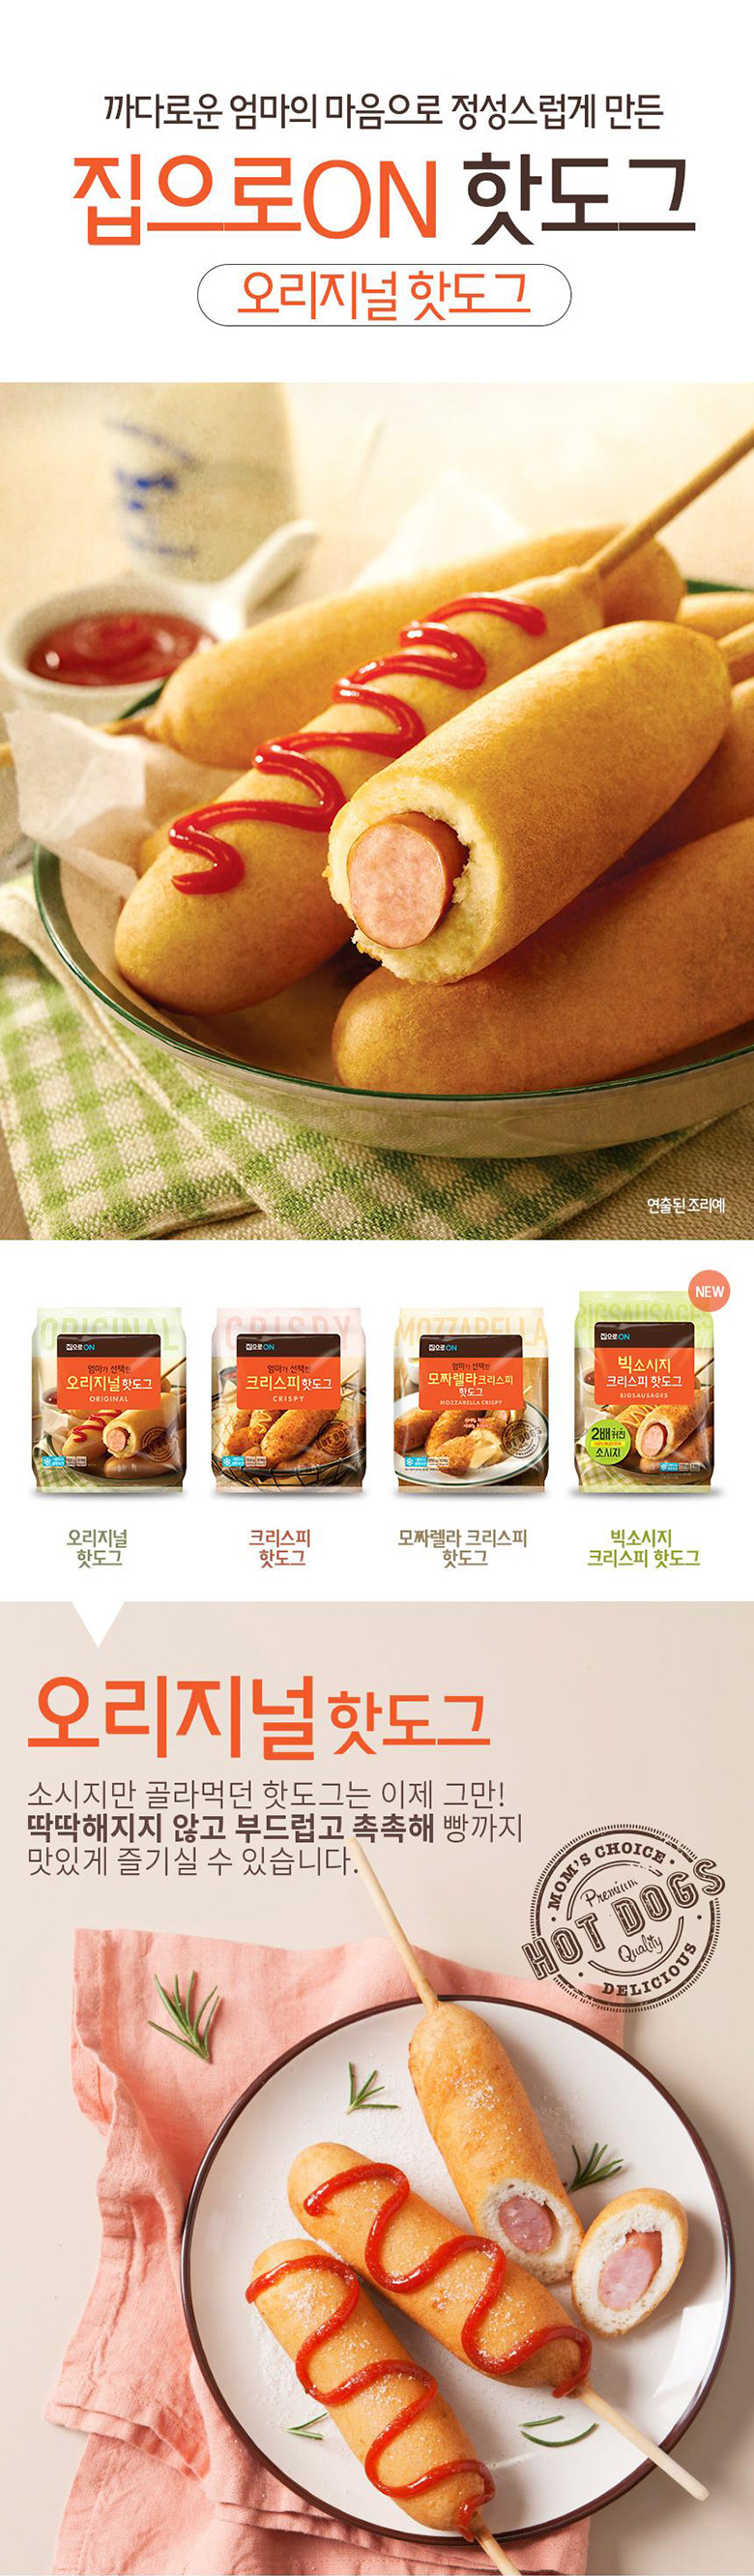 까다로운 엄마의 마음으로 정성스럽게 만든
집으로ON 핫도그
오리지널 핫도그
연출된 조리예
NEW
ORIGINAL
집으로ON
엄마가 선택한
오리지널핫도그
ORIGINAL
CRISPY
집으로ON
엄마가 선택한
크리스피핫도그
CRISPY
MOZZARELLA
집으로ON
엄마가 선택한
모짜렐라크리스피
핫도그
MOZZARELLA CRISPY
HOT DOGS
BIGSAUSAGES
집으로ON
빅소시지
크리스피 핫도그
BIGSAUSAGES
2배커진
소시지
오리지널
핫도그
크리스피
핫도그
모짜렐라 크리스피
핫도그
빅소시지
크리스피 핫도그
오리지널 핫도그
소시지만 골라먹던 핫도그는 이제 그만!
딱딱해지지 않고 부드럽고 촉촉해 빵까지
맛있게 즐기실 수 있습니다.
MOM'S CHOICE
Premium
HOT DOGS
Quality
DELICIOUS